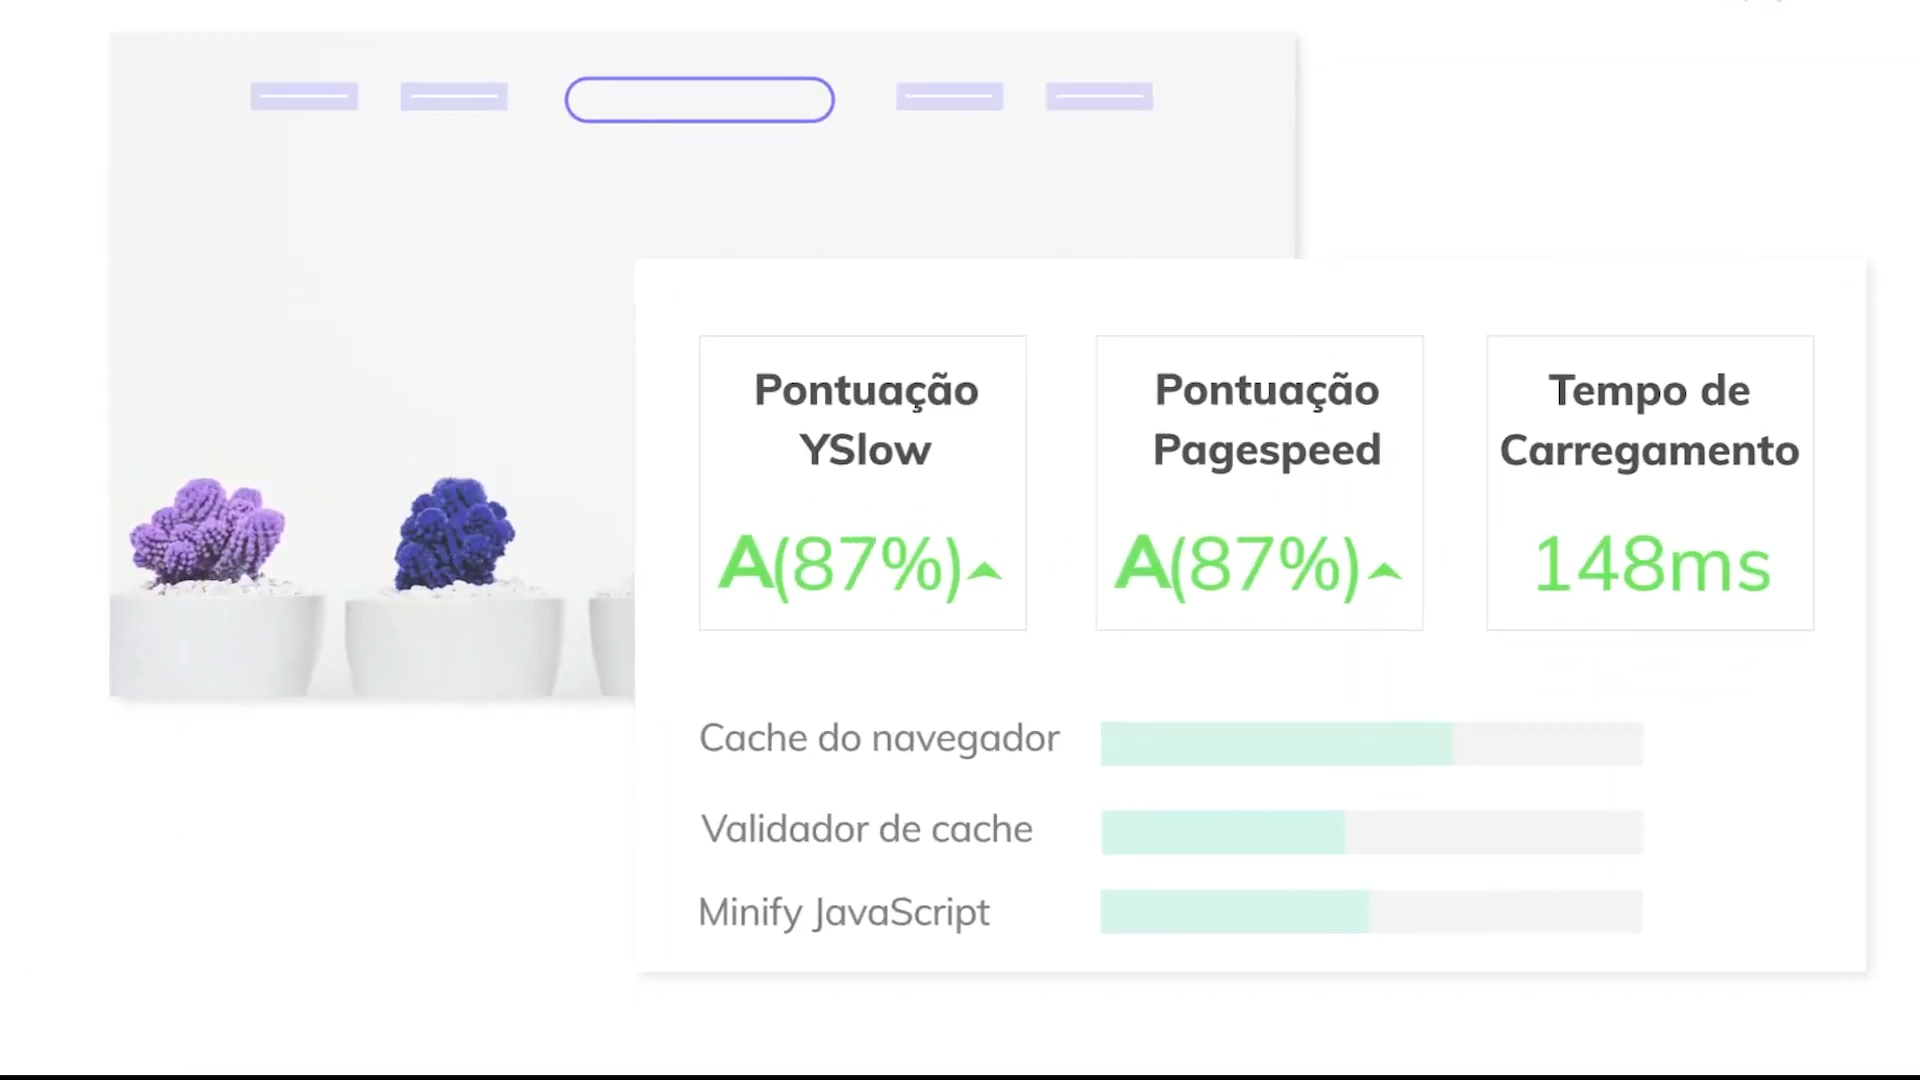 Pontuação
YSlow
A(87%)
Pontuação
Pagespeed
A(87%)
Tempo de
Carregamento
148ms
Cache do navegador
Validador de cache
Minify JavaScript